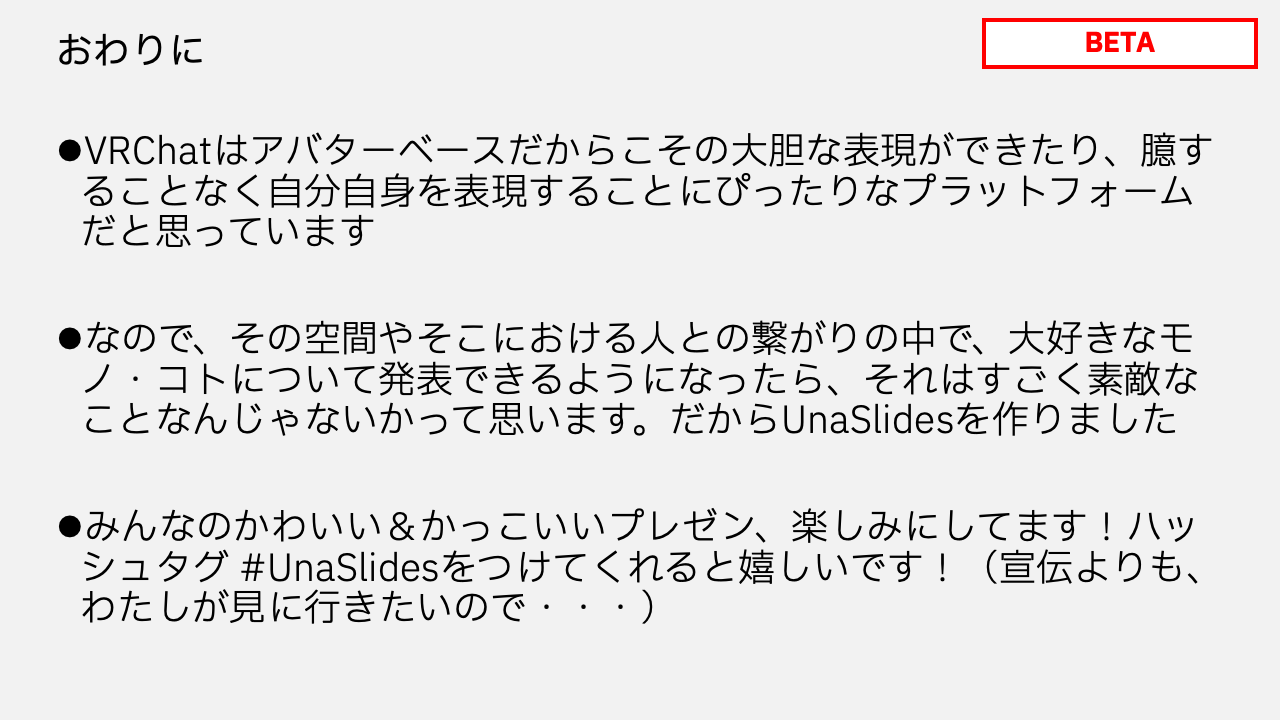 おわりに
BETA
●VRChatはアバターベースだからこその大胆な表現ができたり、臆す
ることなく自分自身を表現することにぴったりなプラットフォーム
だと思っています
●なので、その空間やそこにおける人との繋がりの中で、大好きなモ
ノ・コトについて発表できるようになったら、それはすごく素敵な
ことなんじゃないかって思います。だからUnaSlidesを作りました
●みんなのかわいい＆かっこいいプレゼン、楽しみにしてます！ハッ
シュタグ #UnaSlidesをつけてくれると嬉しいです！（宣伝よりも、
わたしが見に行きたいので・・・）